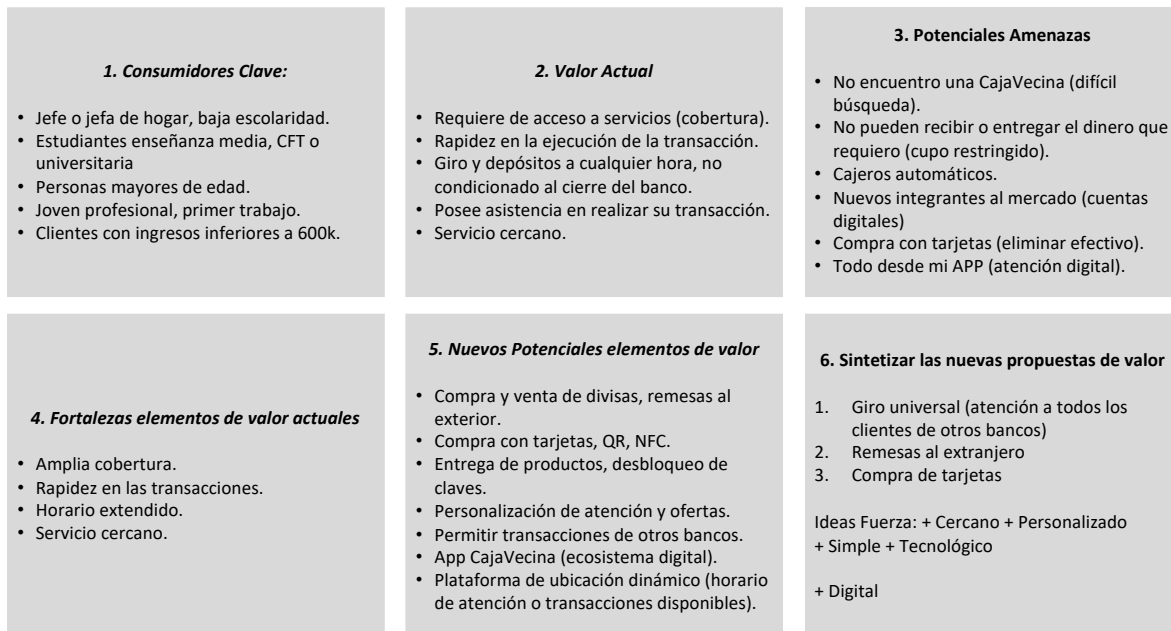 1. Consumidores Clave:
• Jefe o jefa de hogar, baja escolaridad.
• Estudiantes enseñanza media, CFT o
universitaria
• Personas mayores de edad.
• Joven profesional, primer trabajo.
• Clientes con ingresos inferiores a 600k.
2. Valor Actual
• Requiere de acceso a servicios (cobertura).
• Rapidez en la ejecución de la transacción.
• Giro y depósitos a cualquier hora, no
condicionado al cierre del banco.
• Posee asistencia en realizar su transacción.
• Servicio cercano.
3. Potenciales Amenazas
• No encuentro una CajaVecina (difícil
búsqueda).
• No pueden recibir o entregar el dinero que
requiero (cupo restringido).
• Cajeros automáticos.
• Nuevos integrantes al mercado (cuentas
digitales)
• Compra con tarjetas (eliminar efectivo).
• Todo desde mi APP (atención digital).
4. Fortalezas elementos de valor actuales
• Amplia cobertura.
• Rapidez en las transacciones.
• Horario extendido.
• Servicio cercano.
5. Nuevos Potenciales elementos de valor
• Compra y venta de divisas, remesas al
exterior.
• Compra con tarjetas, QR, NFC.
• Entrega de productos, desbloqueo de
claves.
• Personalización de atención y ofertas.
• Permitir transacciones de otros bancos.
• App CajaVecina (ecosistema digital).
• Plataforma de ubicación dinámico (horario
de atención o transacciones disponibles).
6. Sintetizar las nuevas propuestas de valor
1. Giro universal (atención a todos los
clientes de otros bancos)
2. Remesas al extranjero
3. Compra de tarjetas
Ideas Fuerza: + Cercano + Personalizado
+ Simple + Tecnológico
+ Digital